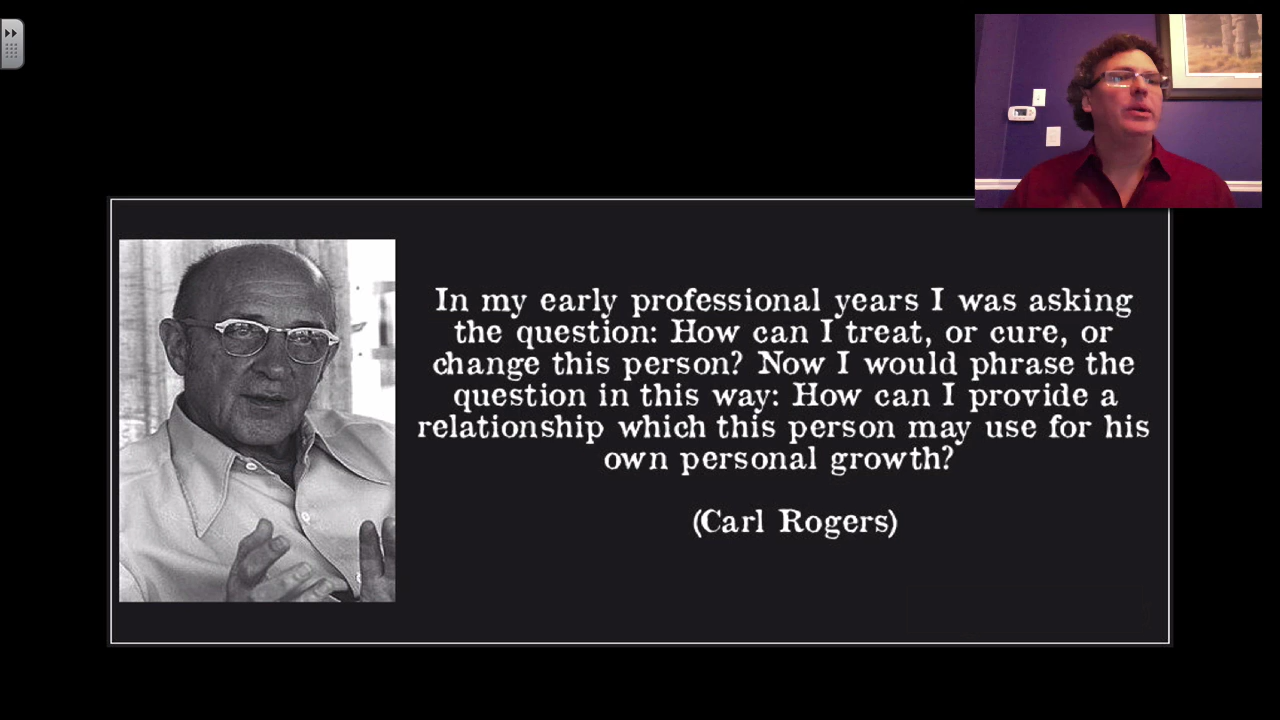 In my early professional years I was asking
the question: How can I treat, or cure, or
change this person? Now I would phrase the
question in this way: How can I provide a
relationship which this person may use for his
own personal growth?
(Carl Rogers)